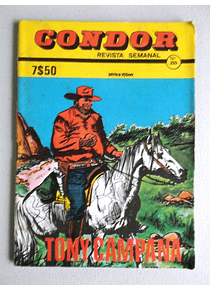 CONDOR
REVISTA SEMANAL
7$50
TONY CAMPANA